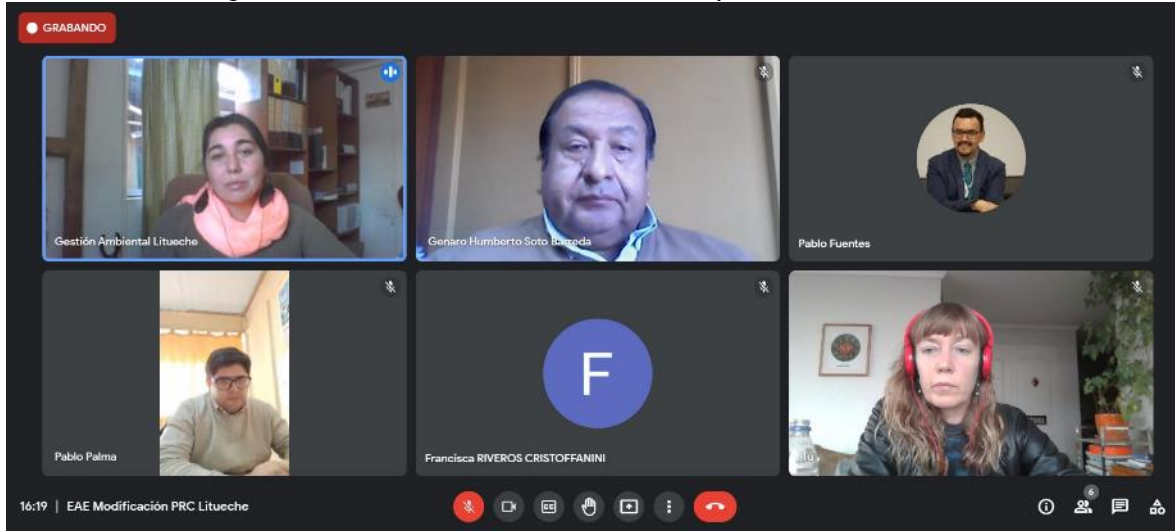 GRABANDO
Gestión Ambiental Litueche
Genaro Humberto Soto Barreda
Pablo Fuentes
Pablo Palma
F
Francisca RIVEROS CRISTOFFANINI
Tú
16:19 | EAE Modificación PRC Litueche
6